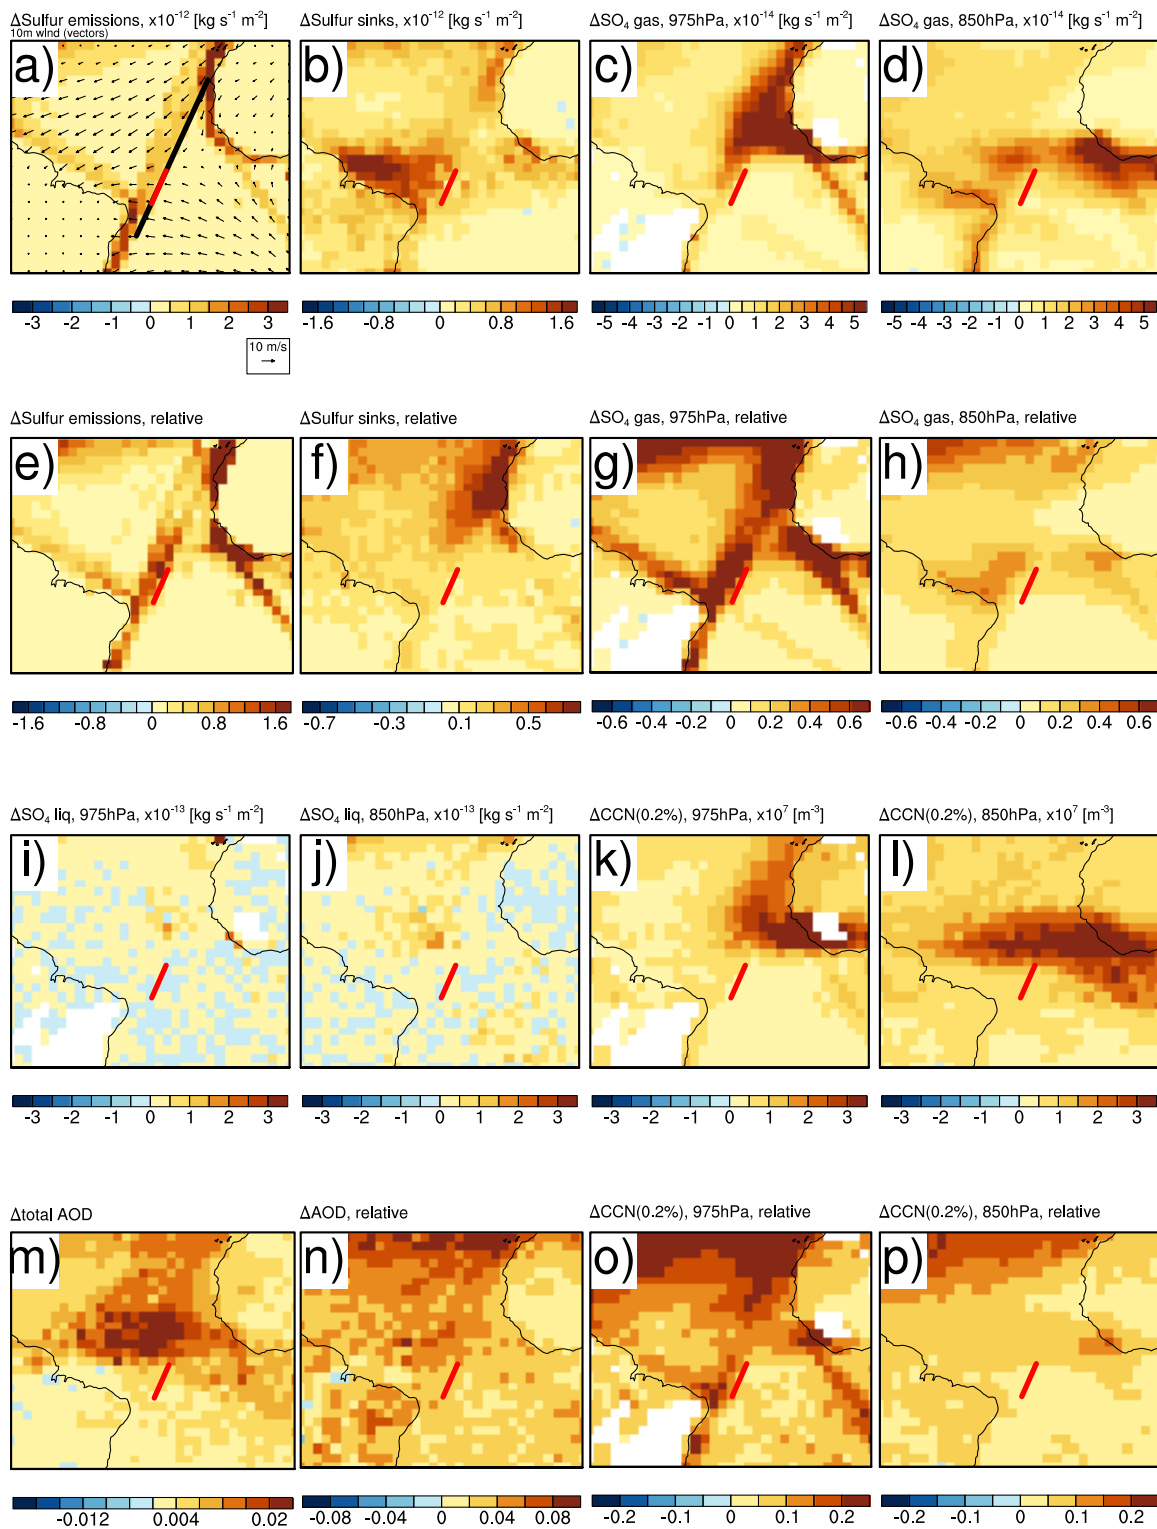 ΔSulfur emissions, x10⁻¹² [kg s⁻¹ m⁻²]
10m wind (vectors)
ΔSulfur sinks, x10⁻¹² [kg s⁻¹ m⁻²]
ΔSO₄ gas, 975hPa, x10⁻¹⁴ [kg s⁻¹ m⁻²]
ΔSO₄ gas, 850hPa, x10⁻¹⁴ [kg s⁻¹ m⁻²]
a) b) c) d)
-3 -2 -1 0 1 2 3
-1.6 -0.8 0 0.8 1.6
-5 -4 -3 -2 -1 0 1 2 3 4 5
-5 -4 -3 -2 -1 0 1 2 3 4 5
10 m/s
ΔSulfur emissions, relative
ΔSulfur sinks, relative
ΔSO₄ gas, 975hPa, relative
ΔSO₄ gas, 850hPa, relative
e) f) g) h)
-1.6 -0.8 0 0.8 1.6
-0.7 -0.3 0.1 0.5
-0.6 -0.4 -0.2 0 0.2 0.4 0.6
-0.6 -0.4 -0.2 0 0.2 0.4 0.6
ΔSO₄ liq, 975hPa, x10⁻¹³ [kg s⁻¹ m⁻²]
ΔSO₄ liq, 850hPa, x10⁻¹³ [kg s⁻¹ m⁻²]
ΔCCN(0.2%), 975hPa, x10⁷ [m⁻³]
ΔCCN(0.2%), 850hPa, x10⁷ [m⁻³]
i) j) k) l)
-3 -2 -1 0 1 2 3
-3 -2 -1 0 1 2 3
-3 -2 -1 0 1 2 3
-3 -2 -1 0 1 2 3
Δtotal AOD
ΔAOD, relative
ΔCCN(0.2%), 975hPa, relative
ΔCCN(0.2%), 850hPa, relative
m) n) o) p)
-0.012 0.004 0.02
-0.08 -0.04 0 0.04 0.08
-0.2 -0.1 0 0.1 0.2
-0.2 -0.1 0 0.1 0.2